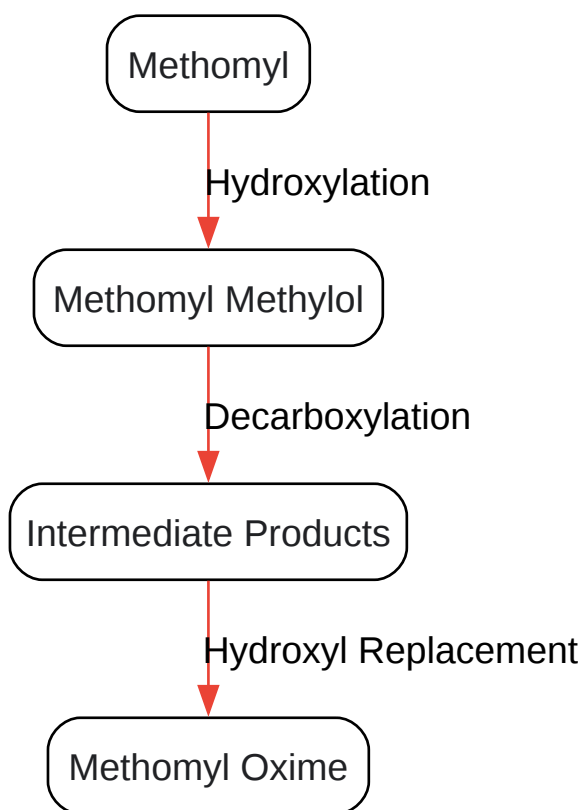 Methomyl
Hydroxylation
Methomyl Methylol
Decarboxylation
Intermediate Products
Hydroxyl Replacement
Methomyl Oxime